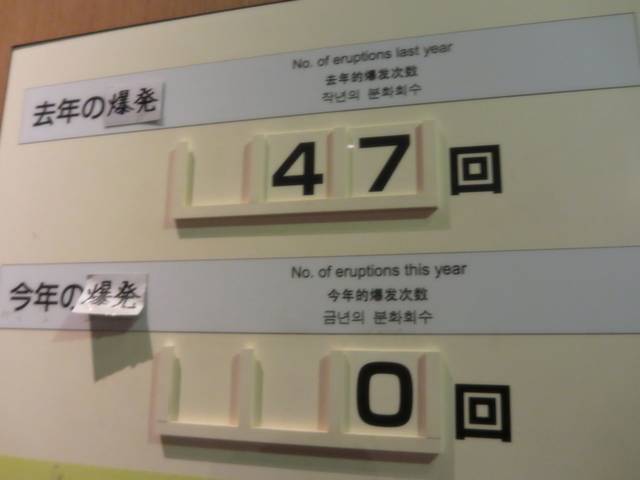 No. of eruptions last year
去年的爆发次数
작년의 분화회수
去年の爆発
47回
No. of eruptions this year
今年的爆发次数
금년의 분화회수
今年の爆発
0回